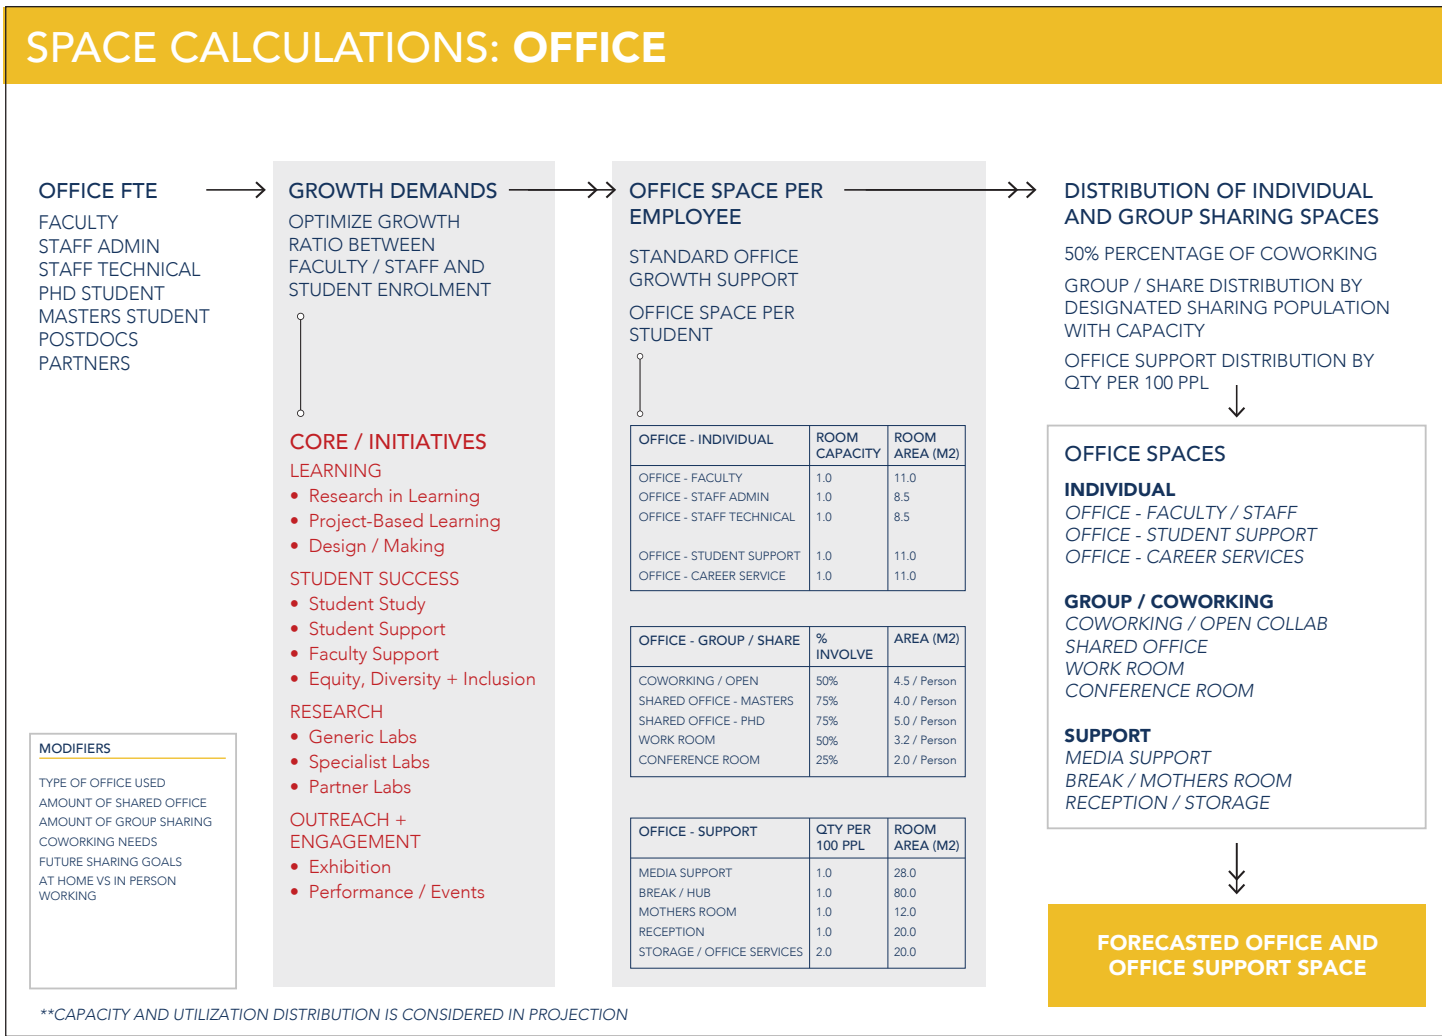 SPACE CALCULATIONS: OFFICE
OFFICE FTE
FACULTY
STAFF ADMIN
STAFF TECHNICAL
PHD STUDENT
MASTERS STUDENT
POSTDOCS
PARTNERS
MODIFIERS
TYPE OF OFFICE USED
AMOUNT OF SHARED OFFICE
AMOUNT OF GROUP SHARING
COWORKING NEEDS
FUTURE SHARING GOALS
AT HOME VS IN PERSON
WORKING
GROWTH DEMANDS
OPTIMIZE GROWTH
RATIO BETWEEN
FACULTY / STAFF AND
STUDENT ENROLMENT
CORE / INITIATIVES
LEARNING
• Research in Learning
• Project-Based Learning
• Design / Making
STUDENT SUCCESS
• Student Study
• Student Support
• Faculty Support
• Equity, Diversity + Inclusion
RESEARCH
• Generic Labs
• Specialist Labs
• Partner Labs
OUTREACH +
ENGAGEMENT
• Exhibition
• Performance / Events
OFFICE SPACE PER
EMPLOYEE
STANDARD OFFICE
GROWTH SUPPORT
OFFICE SPACE PER
STUDENT
OFFICE - INDIVIDUAL ROOM CAPACITY ROOM AREA (M2)
OFFICE - FACULTY 1.0 11.0
OFFICE - STAFF ADMIN 1.0 8.5
OFFICE - STAFF TECHNICAL 1.0 8.5
OFFICE - STUDENT SUPPORT 1.0 11.0
OFFICE - CAREER SERVICE 1.0 11.0
OFFICE - GROUP / SHARE % INVOLVE AREA (M2)
COWORKING / OPEN 50% 4.5 / Person
SHARED OFFICE - MASTERS 75% 4.0 / Person
SHARED OFFICE - PHD 75% 5.0 / Person
WORK ROOM 50% 3.2 / Person
CONFERENCE ROOM 25% 2.0 / Person
OFFICE - SUPPORT QTY PER 100 PPL ROOM AREA (M2)
MEDIA SUPPORT 1.0 28.0
BREAK / HUB 1.0 80.0
MOTHERS ROOM 1.0 12.0
RECEPTION 1.0 20.0
STORAGE / OFFICE SERVICES 2.0 20.0
DISTRIBUTION OF INDIVIDUAL
AND GROUP SHARING SPACES
50% PERCENTAGE OF COWORKING
GROUP / SHARE DISTRIBUTION BY
DESIGNATED SHARING POPULATION
WITH CAPACITY
OFFICE SUPPORT DISTRIBUTION BY
QTY PER 100 PPL
OFFICE SPACES
INDIVIDUAL
OFFICE - FACULTY / STAFF
OFFICE - STUDENT SUPPORT
OFFICE - CAREER SERVICES
GROUP / COWORKING
COWORKING / OPEN COLLAB
SHARED OFFICE
WORK ROOM
CONFERENCE ROOM
SUPPORT
MEDIA SUPPORT
BREAK / MOTHERS ROOM
RECEPTION / STORAGE
FORECASTED OFFICE AND
OFFICE SUPPORT SPACE
**CAPACITY AND UTILIZATION DISTRIBUTION IS CONSIDERED IN PROJECTION